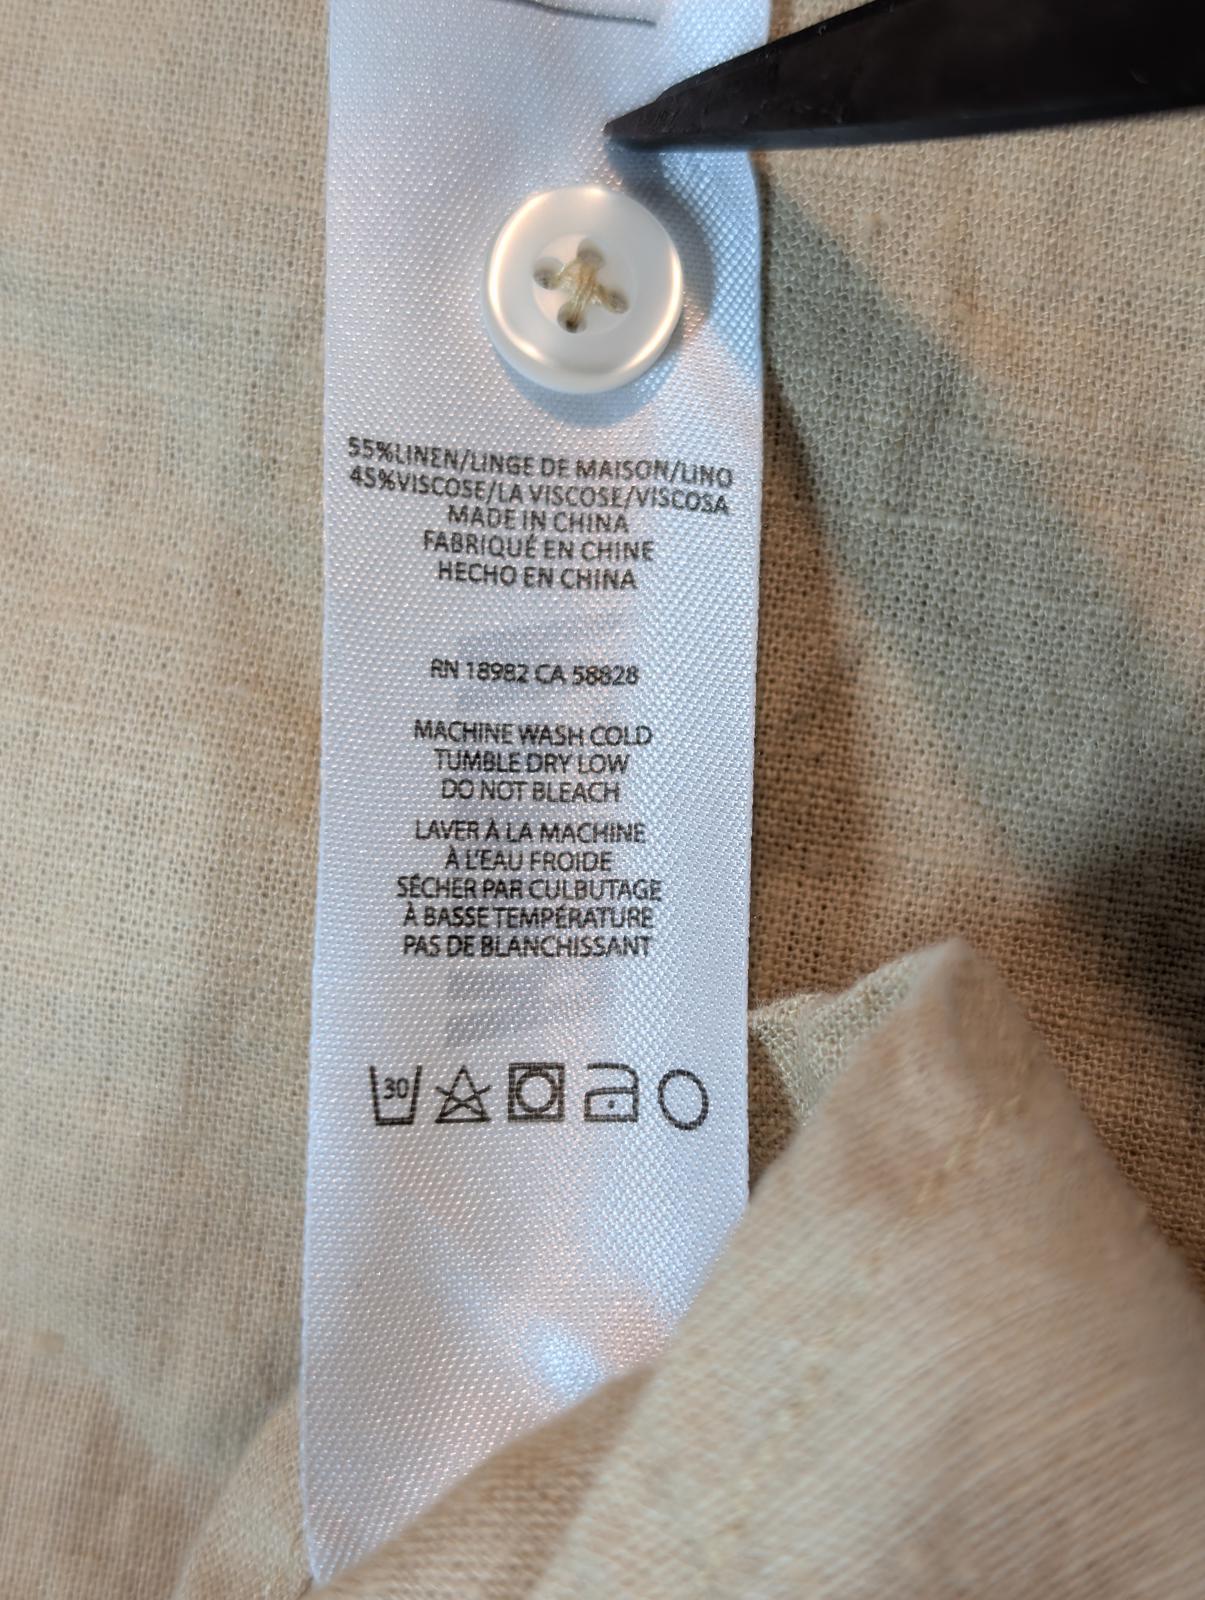 55%LINEN/LINGE DE MAISON/LINO
45%VISCOSE/LA VISCOSE/VISCOSA
MADE IN CHINA
FABRIQUÉ EN CHINE
HECHO EN CHINA
RN 18982 CA 58828
MACHINE WASH COLD
TUMBLE DRY LOW
DO NOT BLEACH
LAVER À LA MACHINE
À L'EAU FROIDE
SÉCHER PAR CULBUTAGE
À BASSE TEMPÉRATURE
PAS DE BLANCHISSANT
30